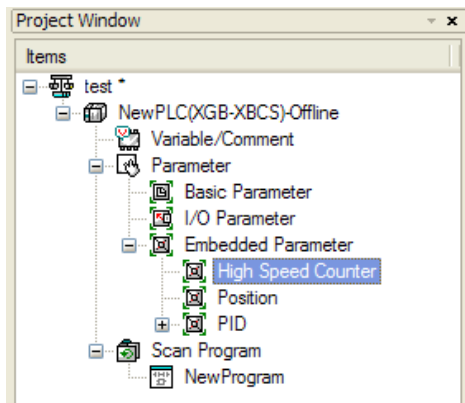 Project Window
Items
test *
NewPLC(XGB-XBCS)-Offline
Variable/Comment
Parameter
Basic Parameter
I/O Parameter
Embedded Parameter
High Speed Counter
Position
PID
Scan Program
NewProgram